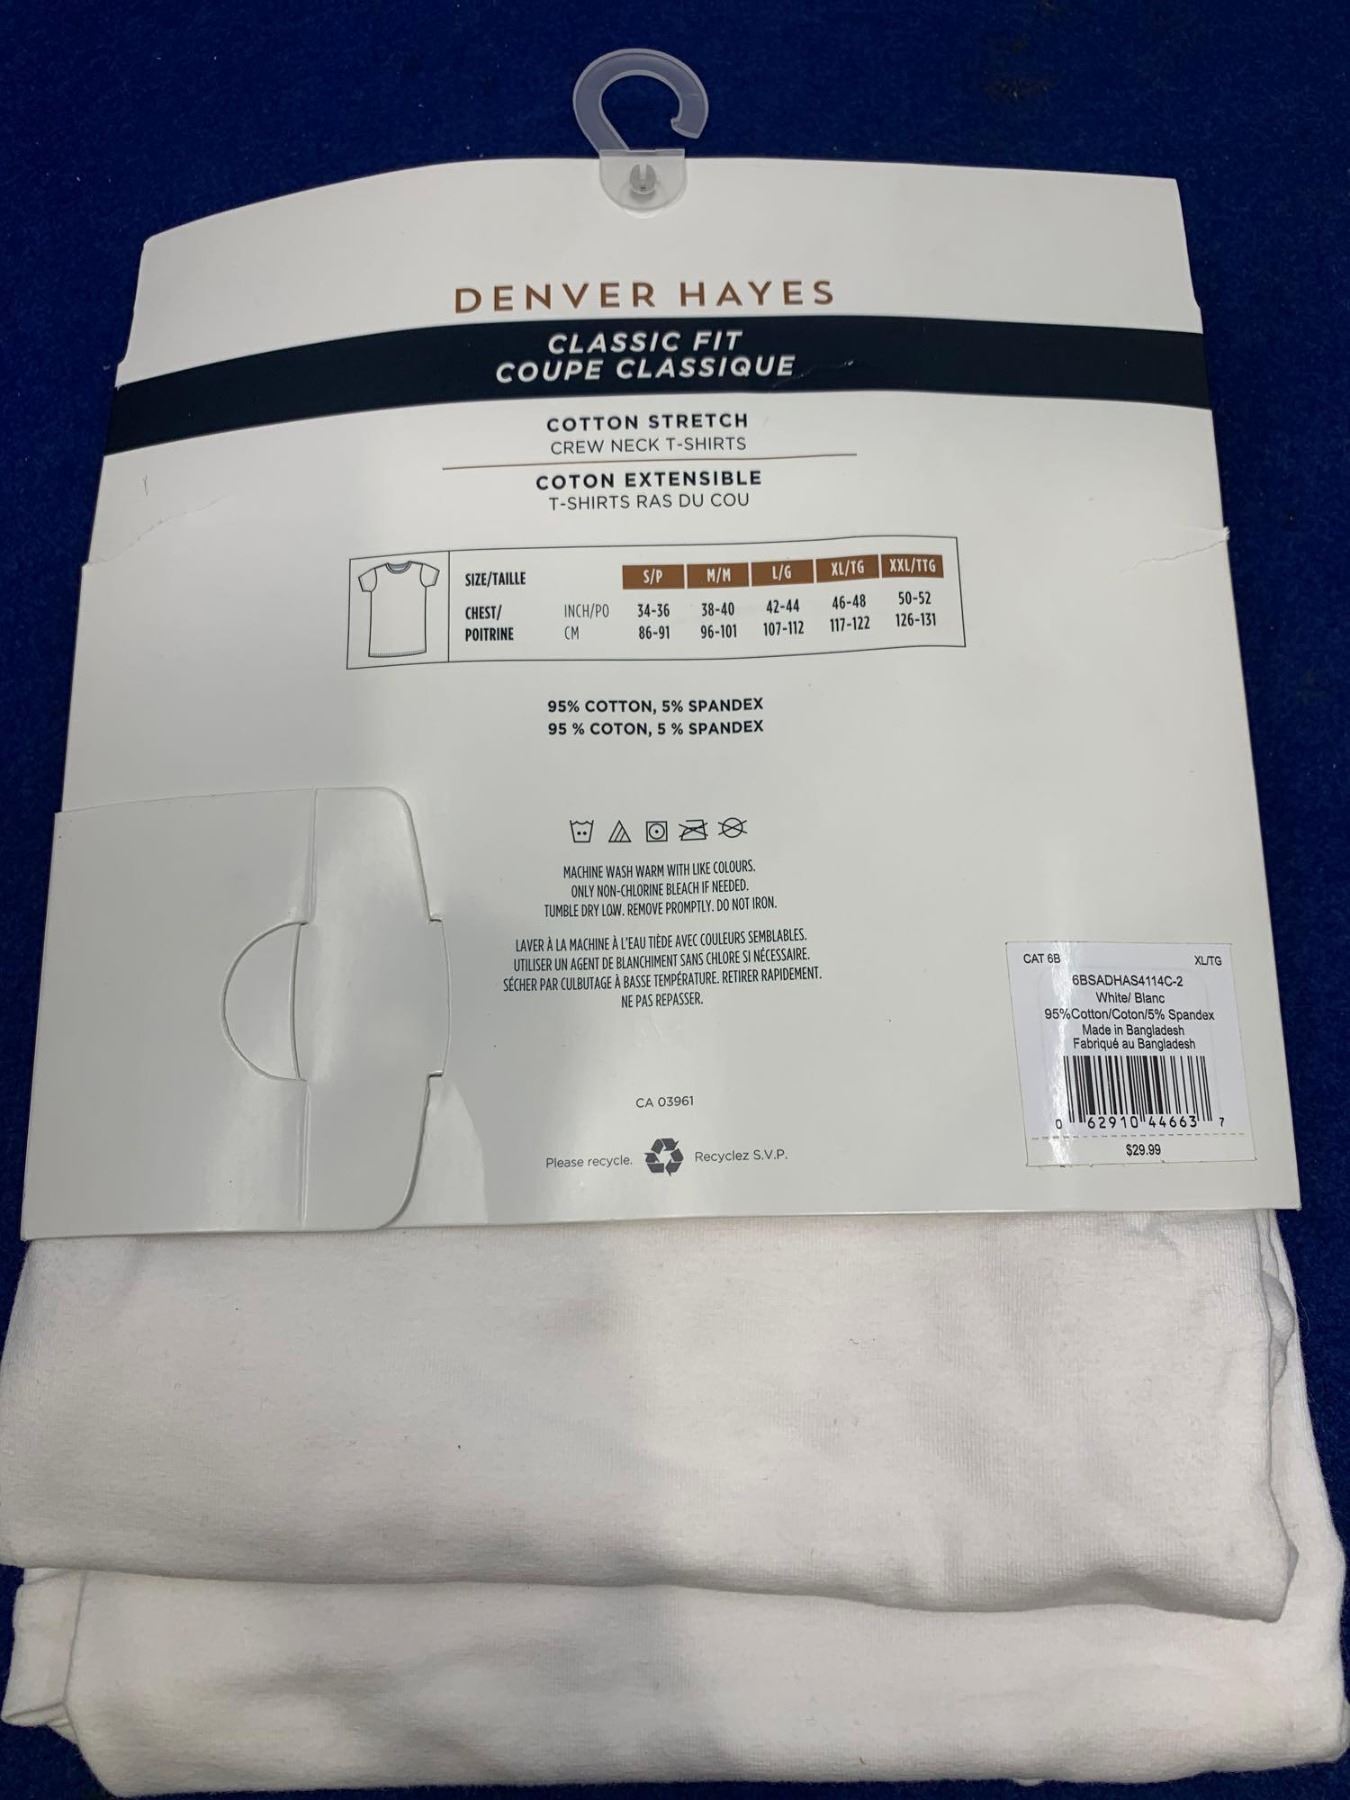 DENVER HAYES
CLASSIC FIT
COUPE CLASSIQUE
COTTON STRETCH
CREW NECK T-SHIRTS
COTON EXTENSIBLE
T-SHIRTS RAS DU COU
SIZE/TAILLE S/P M/M L/G XL/TG XXL/TTG
CHEST/ INCH/PO 34-36 38-40 42-44 46-48 50-52
POITRINE CM 86-91 96-101 107-112 117-122 126-131
95% COTTON, 5% SPANDEX
95 % COTON, 5 % SPANDEX
MACHINE WASH WARM WITH LIKE COLOURS.
ONLY NON-CHLORINE BLEACH IF NEEDED.
TUMBLE DRY LOW. REMOVE PROMPTLY. DO NOT IRON.
LAVER À LA MACHINE À L'EAU TIÈDE AVEC COULEURS SEMBLABLES.
UTILISER UN AGENT DE BLANCHIMENT SANS CHLORE SI NÉCESSAIRE.
SÉCHER PAR CULBUTAGE À BASSE TEMPÉRATURE. RETIRER RAPIDEMENT.
NE PAS REPASSER.
CA 03961
Please recycle. Recyclez S.V.P.
CAT 6B XL/TG
6BSADHAS4114C-2
White/ Blanc
95%Cotton/Coton/5% Spandex
Made in Bangladesh
Fabriqué au Bangladesh
0 62910 44663 7
$29.99